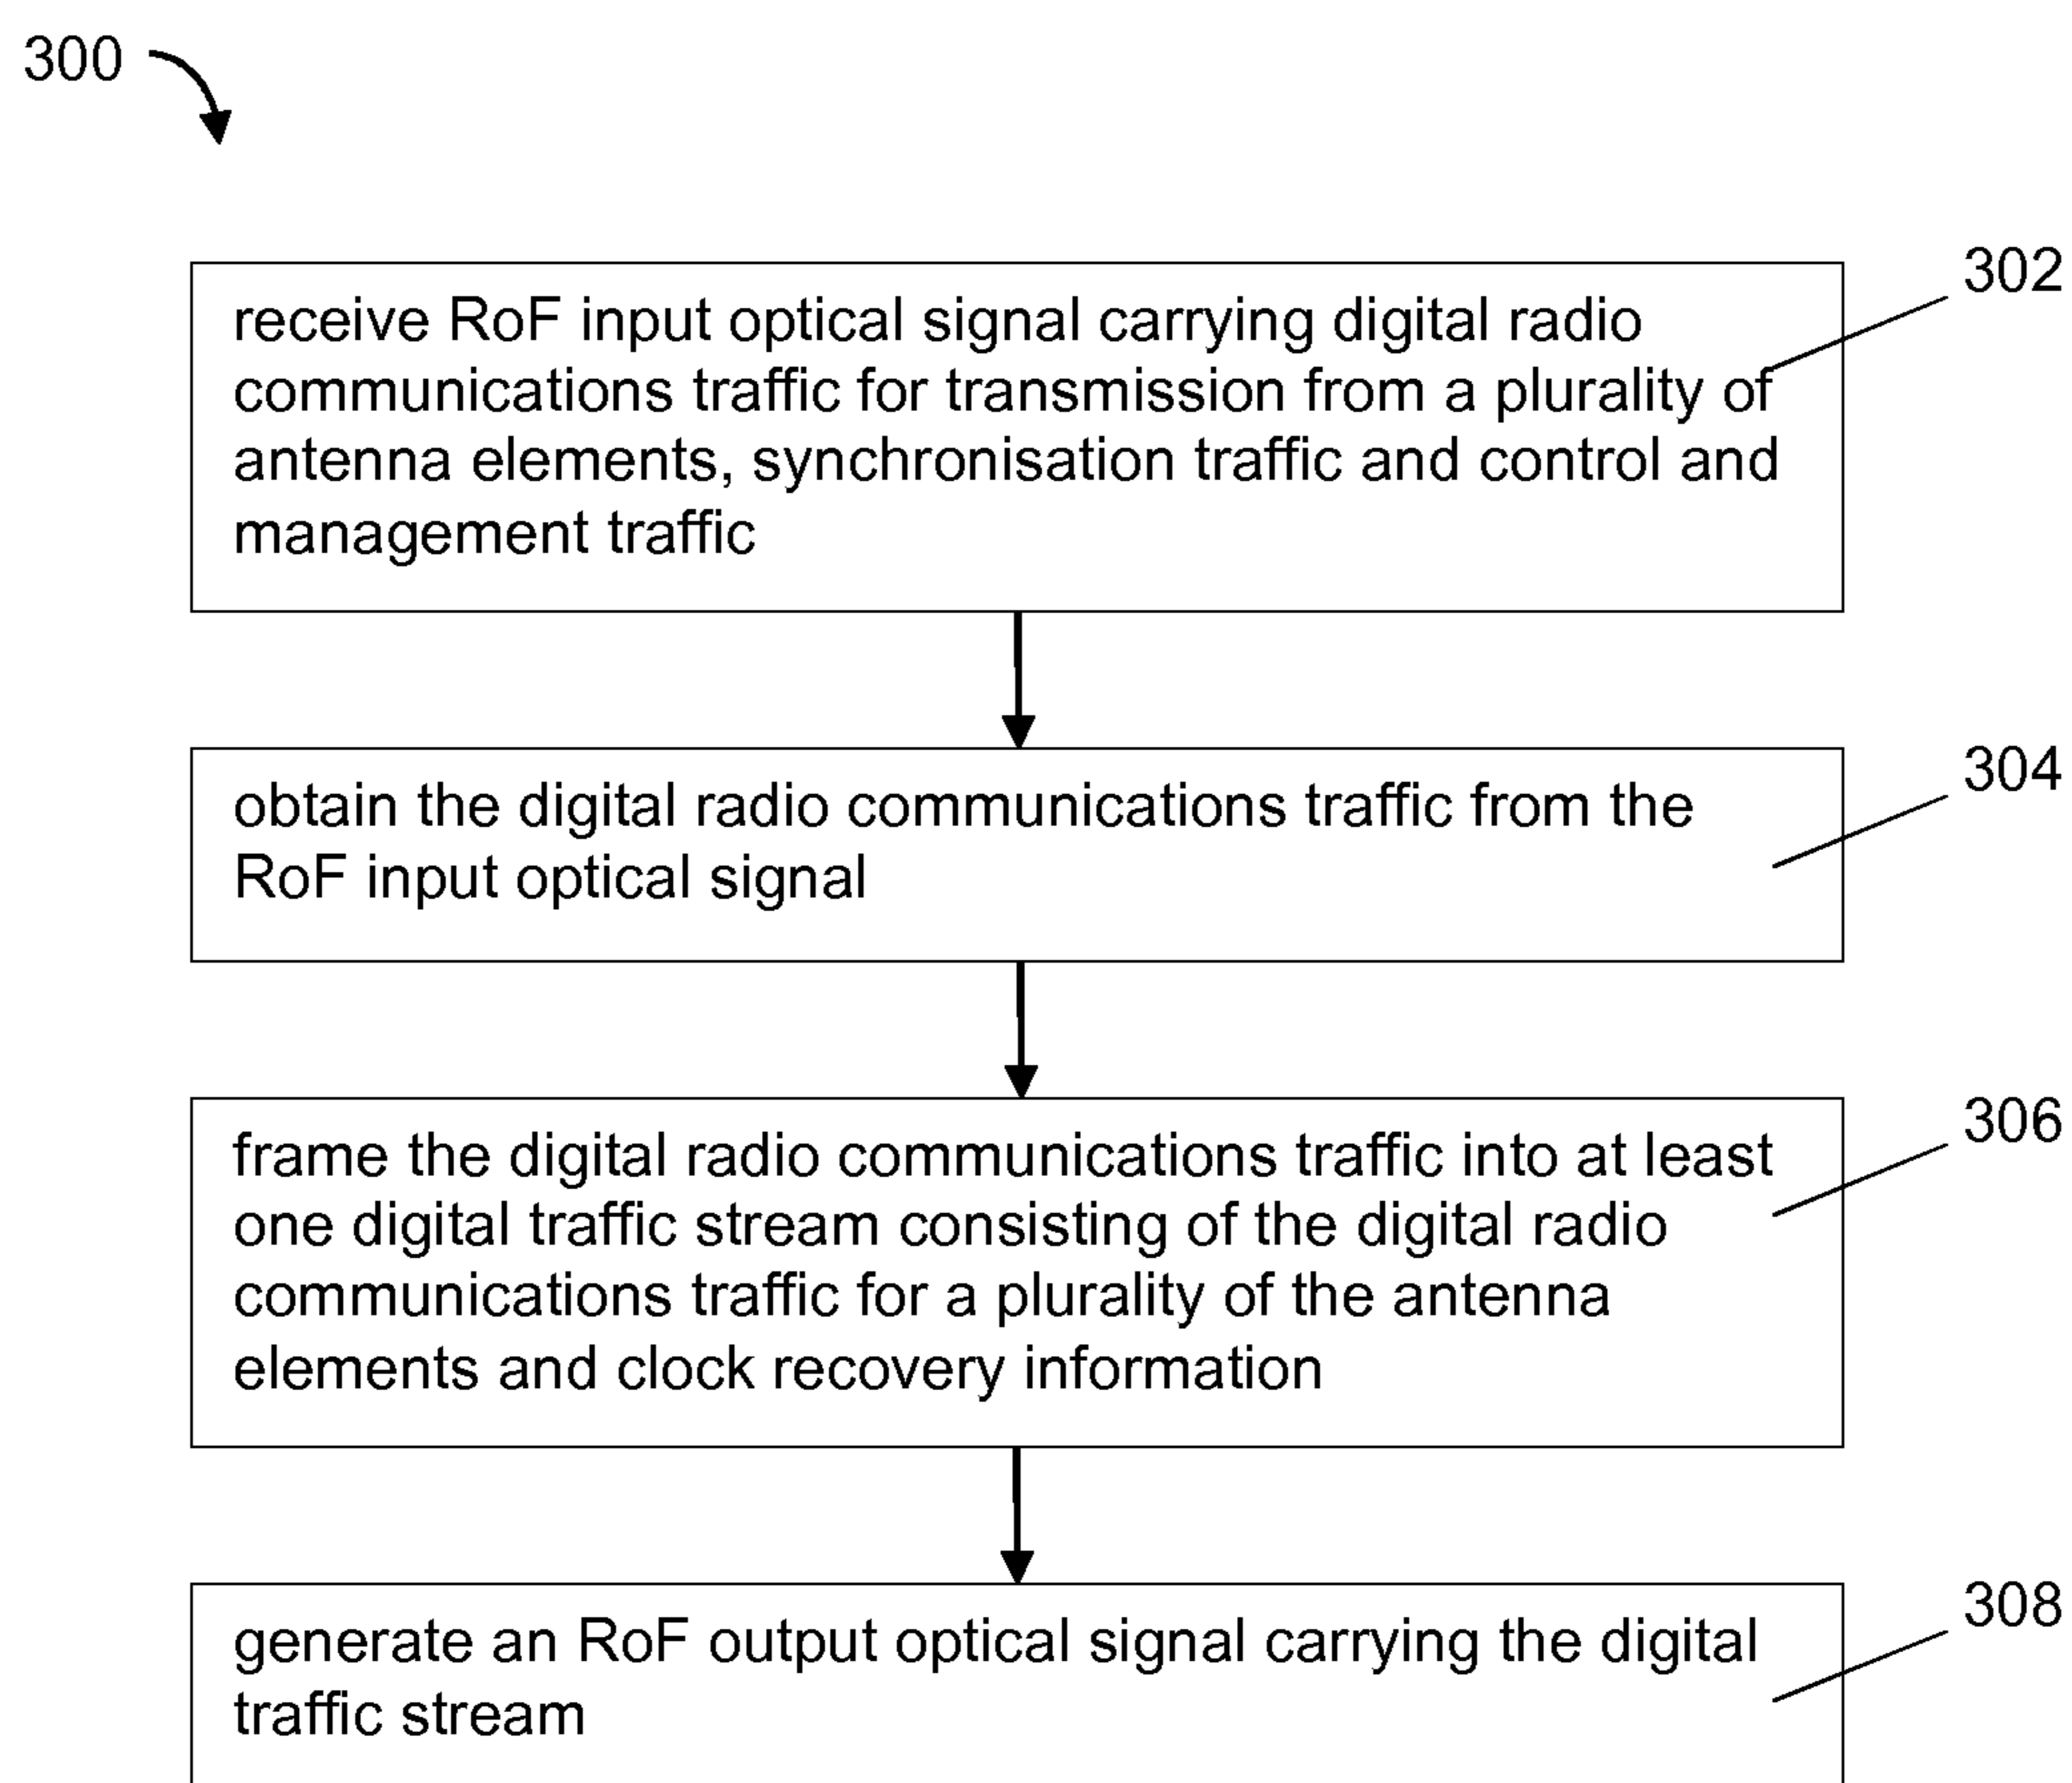 300
302
receive RoF input optical signal carrying digital radio
communications traffic for transmission from a plurality of
antenna elements, synchronisation traffic and control and
management traffic
304
obtain the digital radio communications traffic from the
RoF input optical signal
306
frame the digital radio communications traffic into at least
one digital traffic stream consisting of the digital radio
communications traffic for a plurality of the antenna
elements and clock recovery information
308
generate an RoF output optical signal carrying the digital
traffic stream